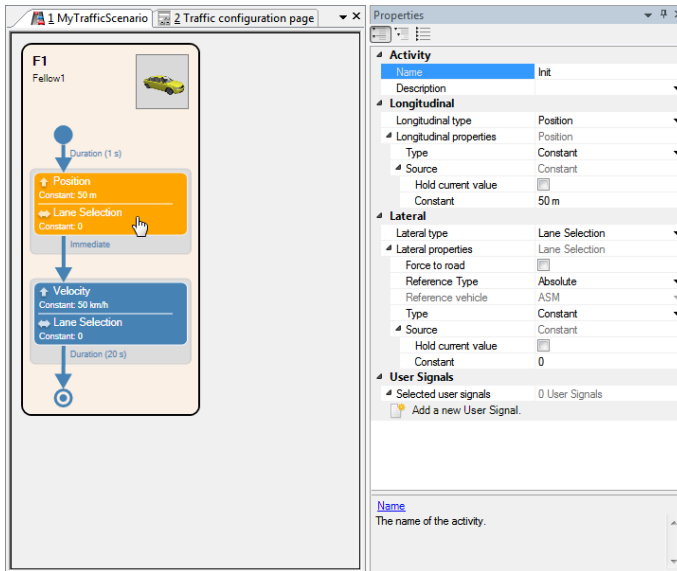 1 MyTrafficScenario
2 Traffic configuration page
F1
Fellow1
Duration (1 s)
Position
Constant: 50 m
Lane Selection
Constant: 0
Immediate
Velocity
Constant: 50 km/h
Lane Selection
Constant: 0
Duration (20 s)
Properties
Activity
Name Init
Description
Longitudinal
Longitudinal type Position
Longitudinal properties Position
Type Constant
Source Constant
Hold current value
Constant 50 m
Lateral
Lateral type Lane Selection
Lateral properties Lane Selection
Force to road
Reference Type Absolute
Reference vehicle ASM
Type Constant
Source Constant
Hold current value
Constant 0
User Signals
Selected user signals 0 User Signals
Add a new User Signal.
Name
The name of the activity.